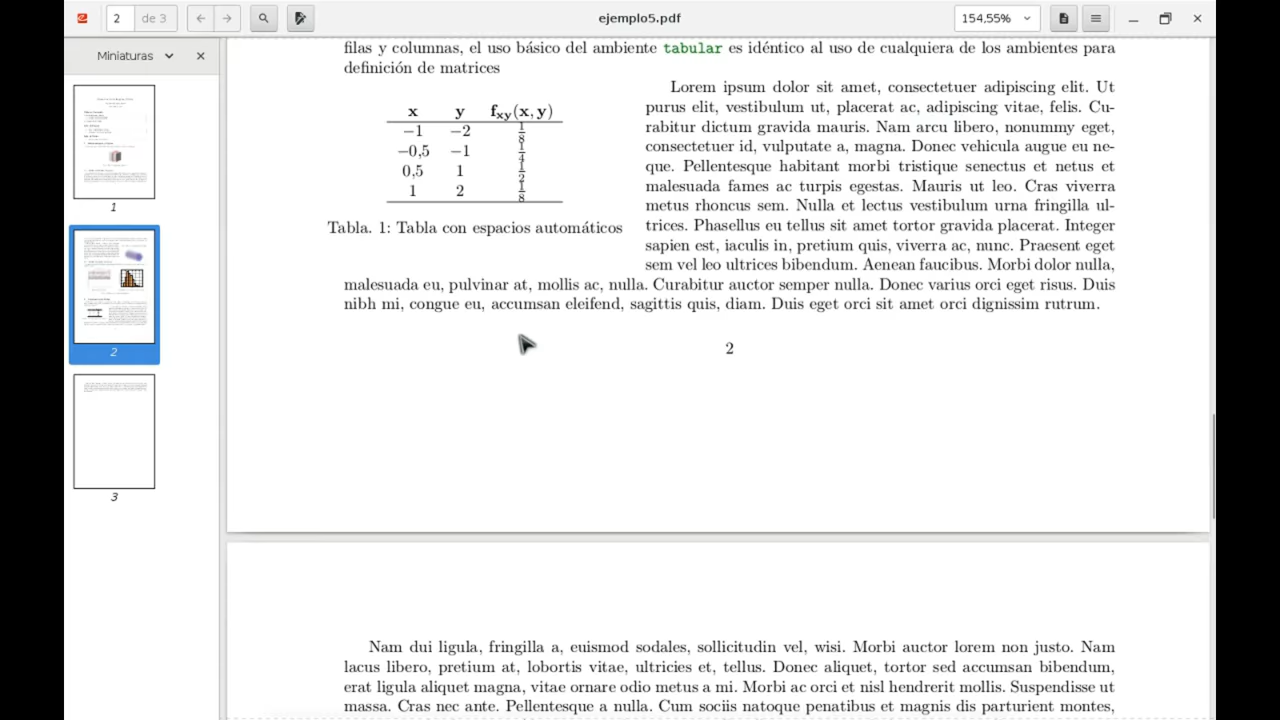 2
de 3
ejemplo5.pdf
154,55%
Miniaturas
1
2
3
filas y columnas, el uso básico del ambiente tabular es idéntico al uso de cualquiera de los ambientes para
definición de matrices
x y f_xy(x, y)
−1 −2
−0,5 −1
0,5 1
1 2 1/8
Tabla. 1: Tabla con espacios automáticos
Lorem ipsum dolor sit amet, consectetuer adipiscing elit. Ut
purus elit, vestibulum ut, placerat ac, adipiscing vitae, felis. Cu-
rabitur dictum gravida mauris. Nam arcu libero, nonummy eget,
consectetuer id, vulputate a, magna. Donec vehicula augue eu ne-
que. Pellentesque habitant morbi tristique senectus et netus et
malesuada fames ac turpis egestas. Mauris ut leo. Cras viverra
metus rhoncus sem. Nulla et lectus vestibulum urna fringilla ul-
trices. Phasellus eu tellus sit amet tortor gravida placerat. Integer
sapien est, iaculis in, pretium quis, viverra ac, nunc. Praesent eget
sem vel leo ultrices bibendum. Aenean faucibus. Morbi dolor nulla,
malesuada eu, pulvinar at, mollis ac, nulla. Curabitur auctor semper nulla. Donec varius orci eget risus. Duis
nibh mi, congue eu, accumsan eleifend, sagittis quis, diam. Duis eget orci sit amet orci dignissim rutrum.
2
Nam dui ligula, fringilla a, euismod sodales, sollicitudin vel, wisi. Morbi auctor lorem non justo. Nam
lacus libero, pretium at, lobortis vitae, ultricies et, tellus. Donec aliquet, tortor sed accumsan bibendum,
erat ligula aliquet magna, vitae ornare odio metus a mi. Morbi ac orci et nisl hendrerit mollis. Suspendisse ut
massa. Cras nec ante. Pellentesque a nulla. Cum sociis natoque penatibus et magnis dis parturient montes,